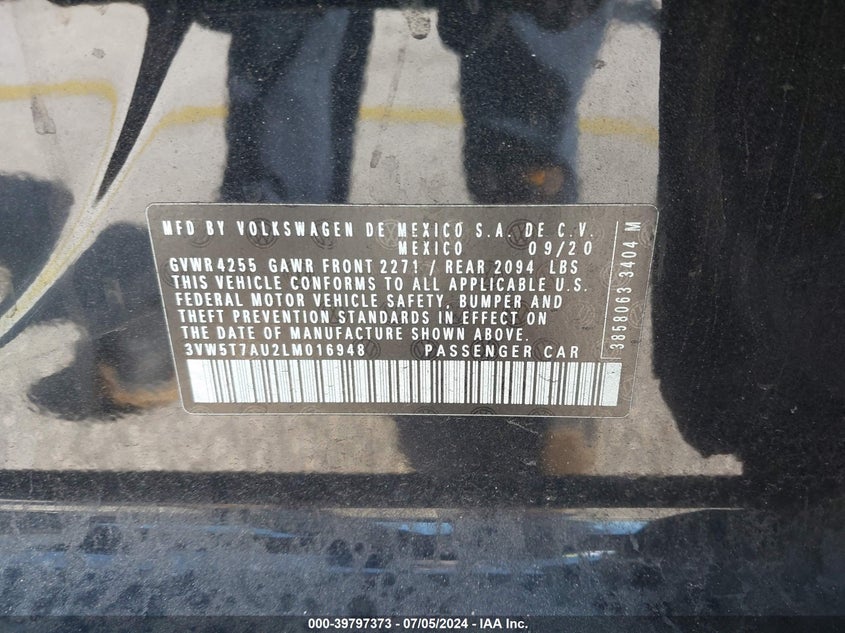 MFD BY VOLKSWAGEN DE MEXICO S.A. DE C.V.
MEXICO 09/20
GVWR 4255 GAWR FRONT 2271 / REAR 2094 LBS
THIS VEHICLE CONFORMS TO ALL APPLICABLE U.S.
FEDERAL MOTOR VEHICLE SAFETY, BUMPER AND
THEFT PREVENTION STANDARDS IN EFFECT ON
THE DATE OF MANUFACTURE SHOWN ABOVE.
3VW5T7AU2LM016948 PASSENGER CAR
3858063 3404 M
000-39797373 - 07/05/2024 - IAA Inc.